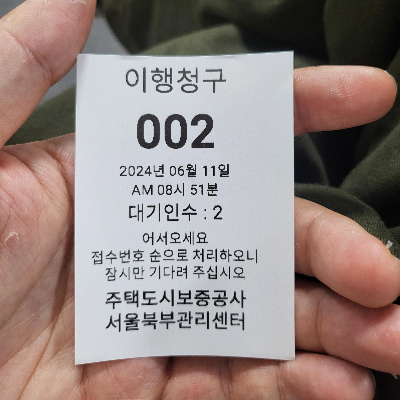 이행청구
002
2024년 06월 11일
AM 08시 51분
대기인수 : 2
어서오세요
접수번호 순으로 처리하오니
잠시만 기다려 주십시오
주택도시보증공사
서울북부관리센터